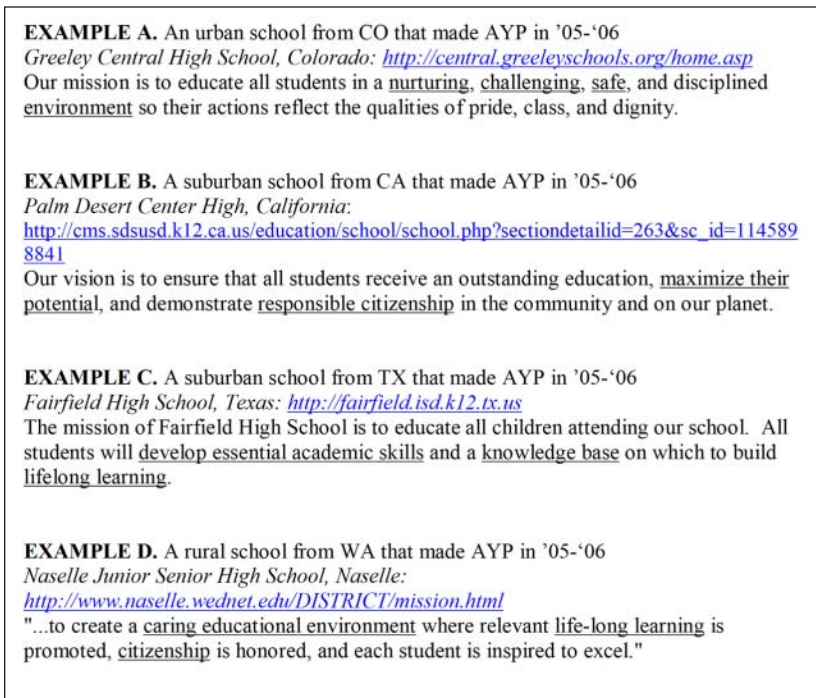 EXAMPLE A. An urban school from CO that made AYP in ’05-‘06
Greeley Central High School, Colorado: http://central.greeleyschools.org/home.asp
Our mission is to educate all students in a nurturing, challenging, safe, and disciplined
environment so their actions reflect the qualities of pride, class, and dignity.
EXAMPLE B. A suburban school from CA that made AYP in ’05-‘06
Palm Desert Center High, California:
http://cms.sdsusd.k12.ca.us/education/school/school.php?sectiondetailid=263&sc_id=114589
8841
Our vision is to ensure that all students receive an outstanding education, maximize their
potential, and demonstrate responsible citizenship in the community and on our planet.
EXAMPLE C. A suburban school from TX that made AYP in ’05-‘06
Fairfield High School, Texas: http://fairfield.isd.k12.tx.us
The mission of Fairfield High School is to educate all children attending our school. All
students will develop essential academic skills and a knowledge base on which to build
lifelong learning.
EXAMPLE D. A rural school from WA that made AYP in ’05-‘06
Naselle Junior Senior High School, Naselle:
http://www.naselle.wednet.edu/DISTRICT/mission.html
"...to create a caring educational environment where relevant life-long learning is
promoted, citizenship is honored, and each student is inspired to excel."